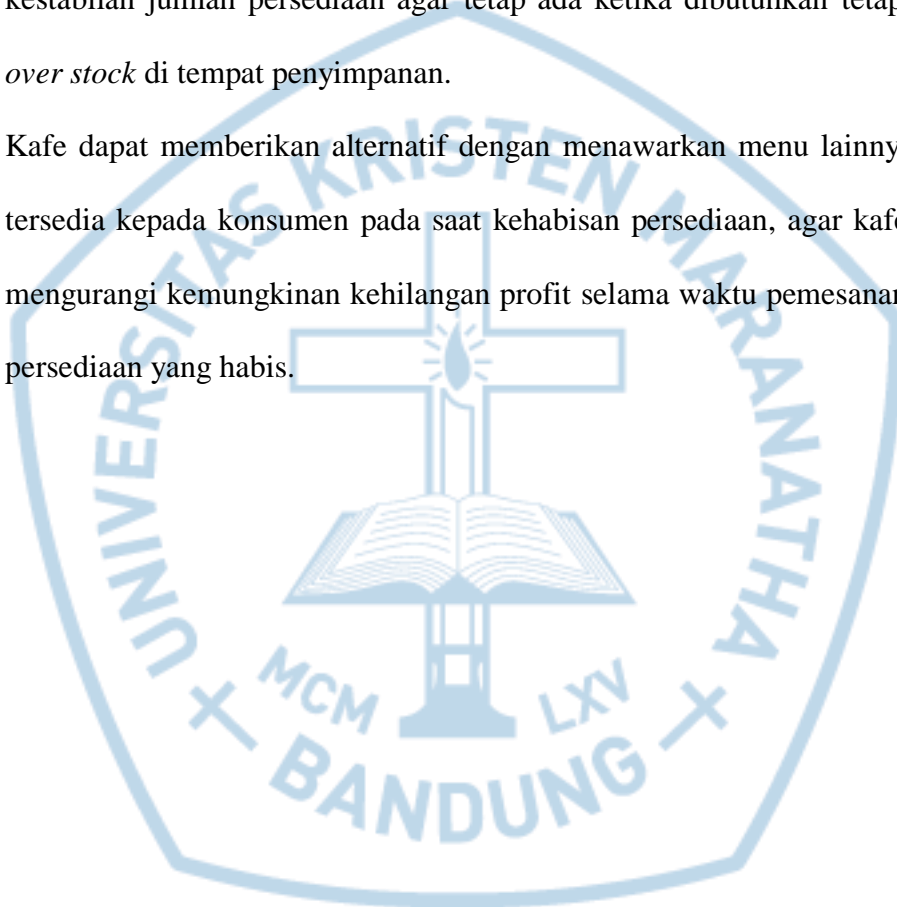 kestabilan jumlah persediaan agar tetap ada ketika dibutuhkan tetap
over stock di tempat penyimpanan.
Kafe dapat memberikan alternatif dengan menawarkan menu lainny
tersedia kepada konsumen pada saat kehabisan persediaan, agar kafe
mengurangi kemungkinan kehilangan profit selama waktu pemesanan
persediaan yang habis.
UNIVERSITAS KRISTEN MARANATHA
MCM LXV
BANDUNG